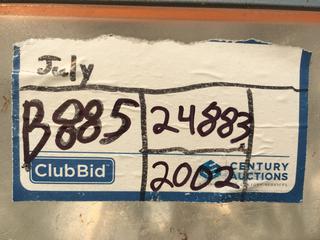 July
B885 24883
ClubBid 2002 CENTURY
AUCTIONS